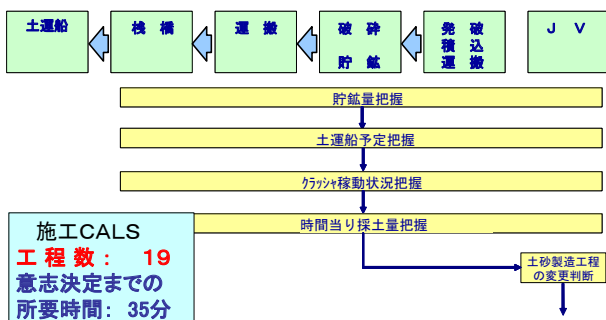 土運船
桟 橋
運 搬
破 砕
貯 鉱
発 破
積 込
運 搬
J V
貯鉱量把握
土運船予定把握
ｸﾗｯｼｬ稼動状況把握
時間当り採土量把握
土砂製造工程
の変更判断
施工CALS
工 程 数 : 19
意志決定までの
所要時間: 35分